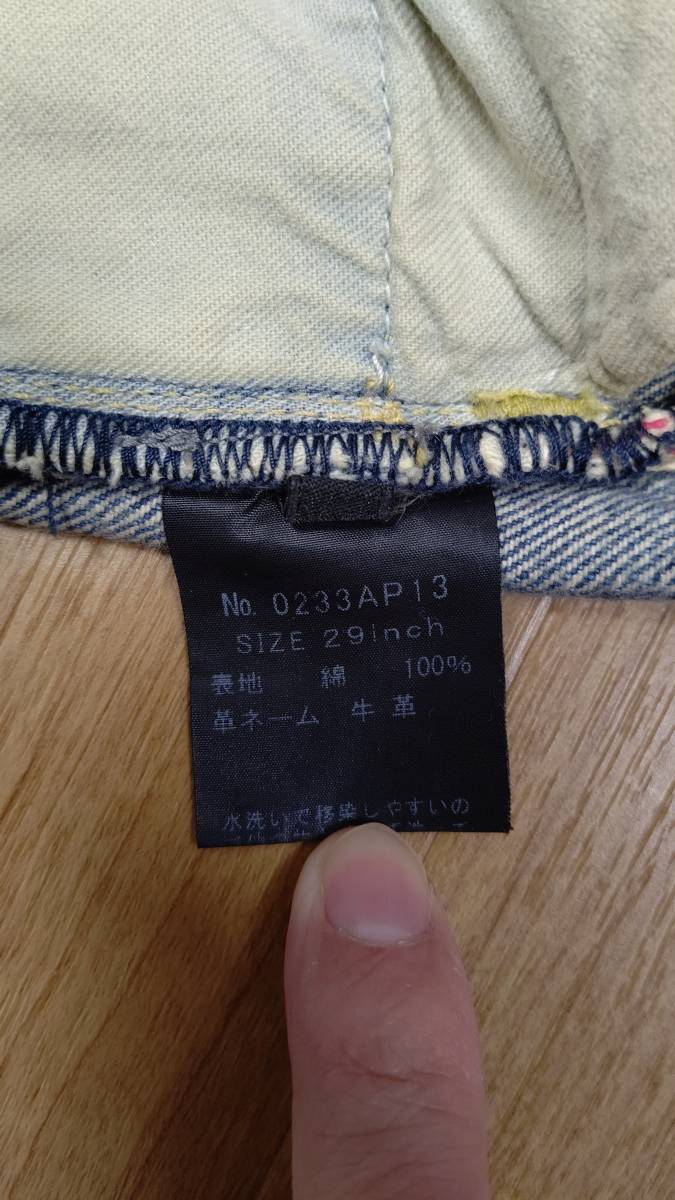 No. 0233AP13
SIZE 29inch
表地 綿 100%
革ネーム 牛革
水洗いで移染しやすいの